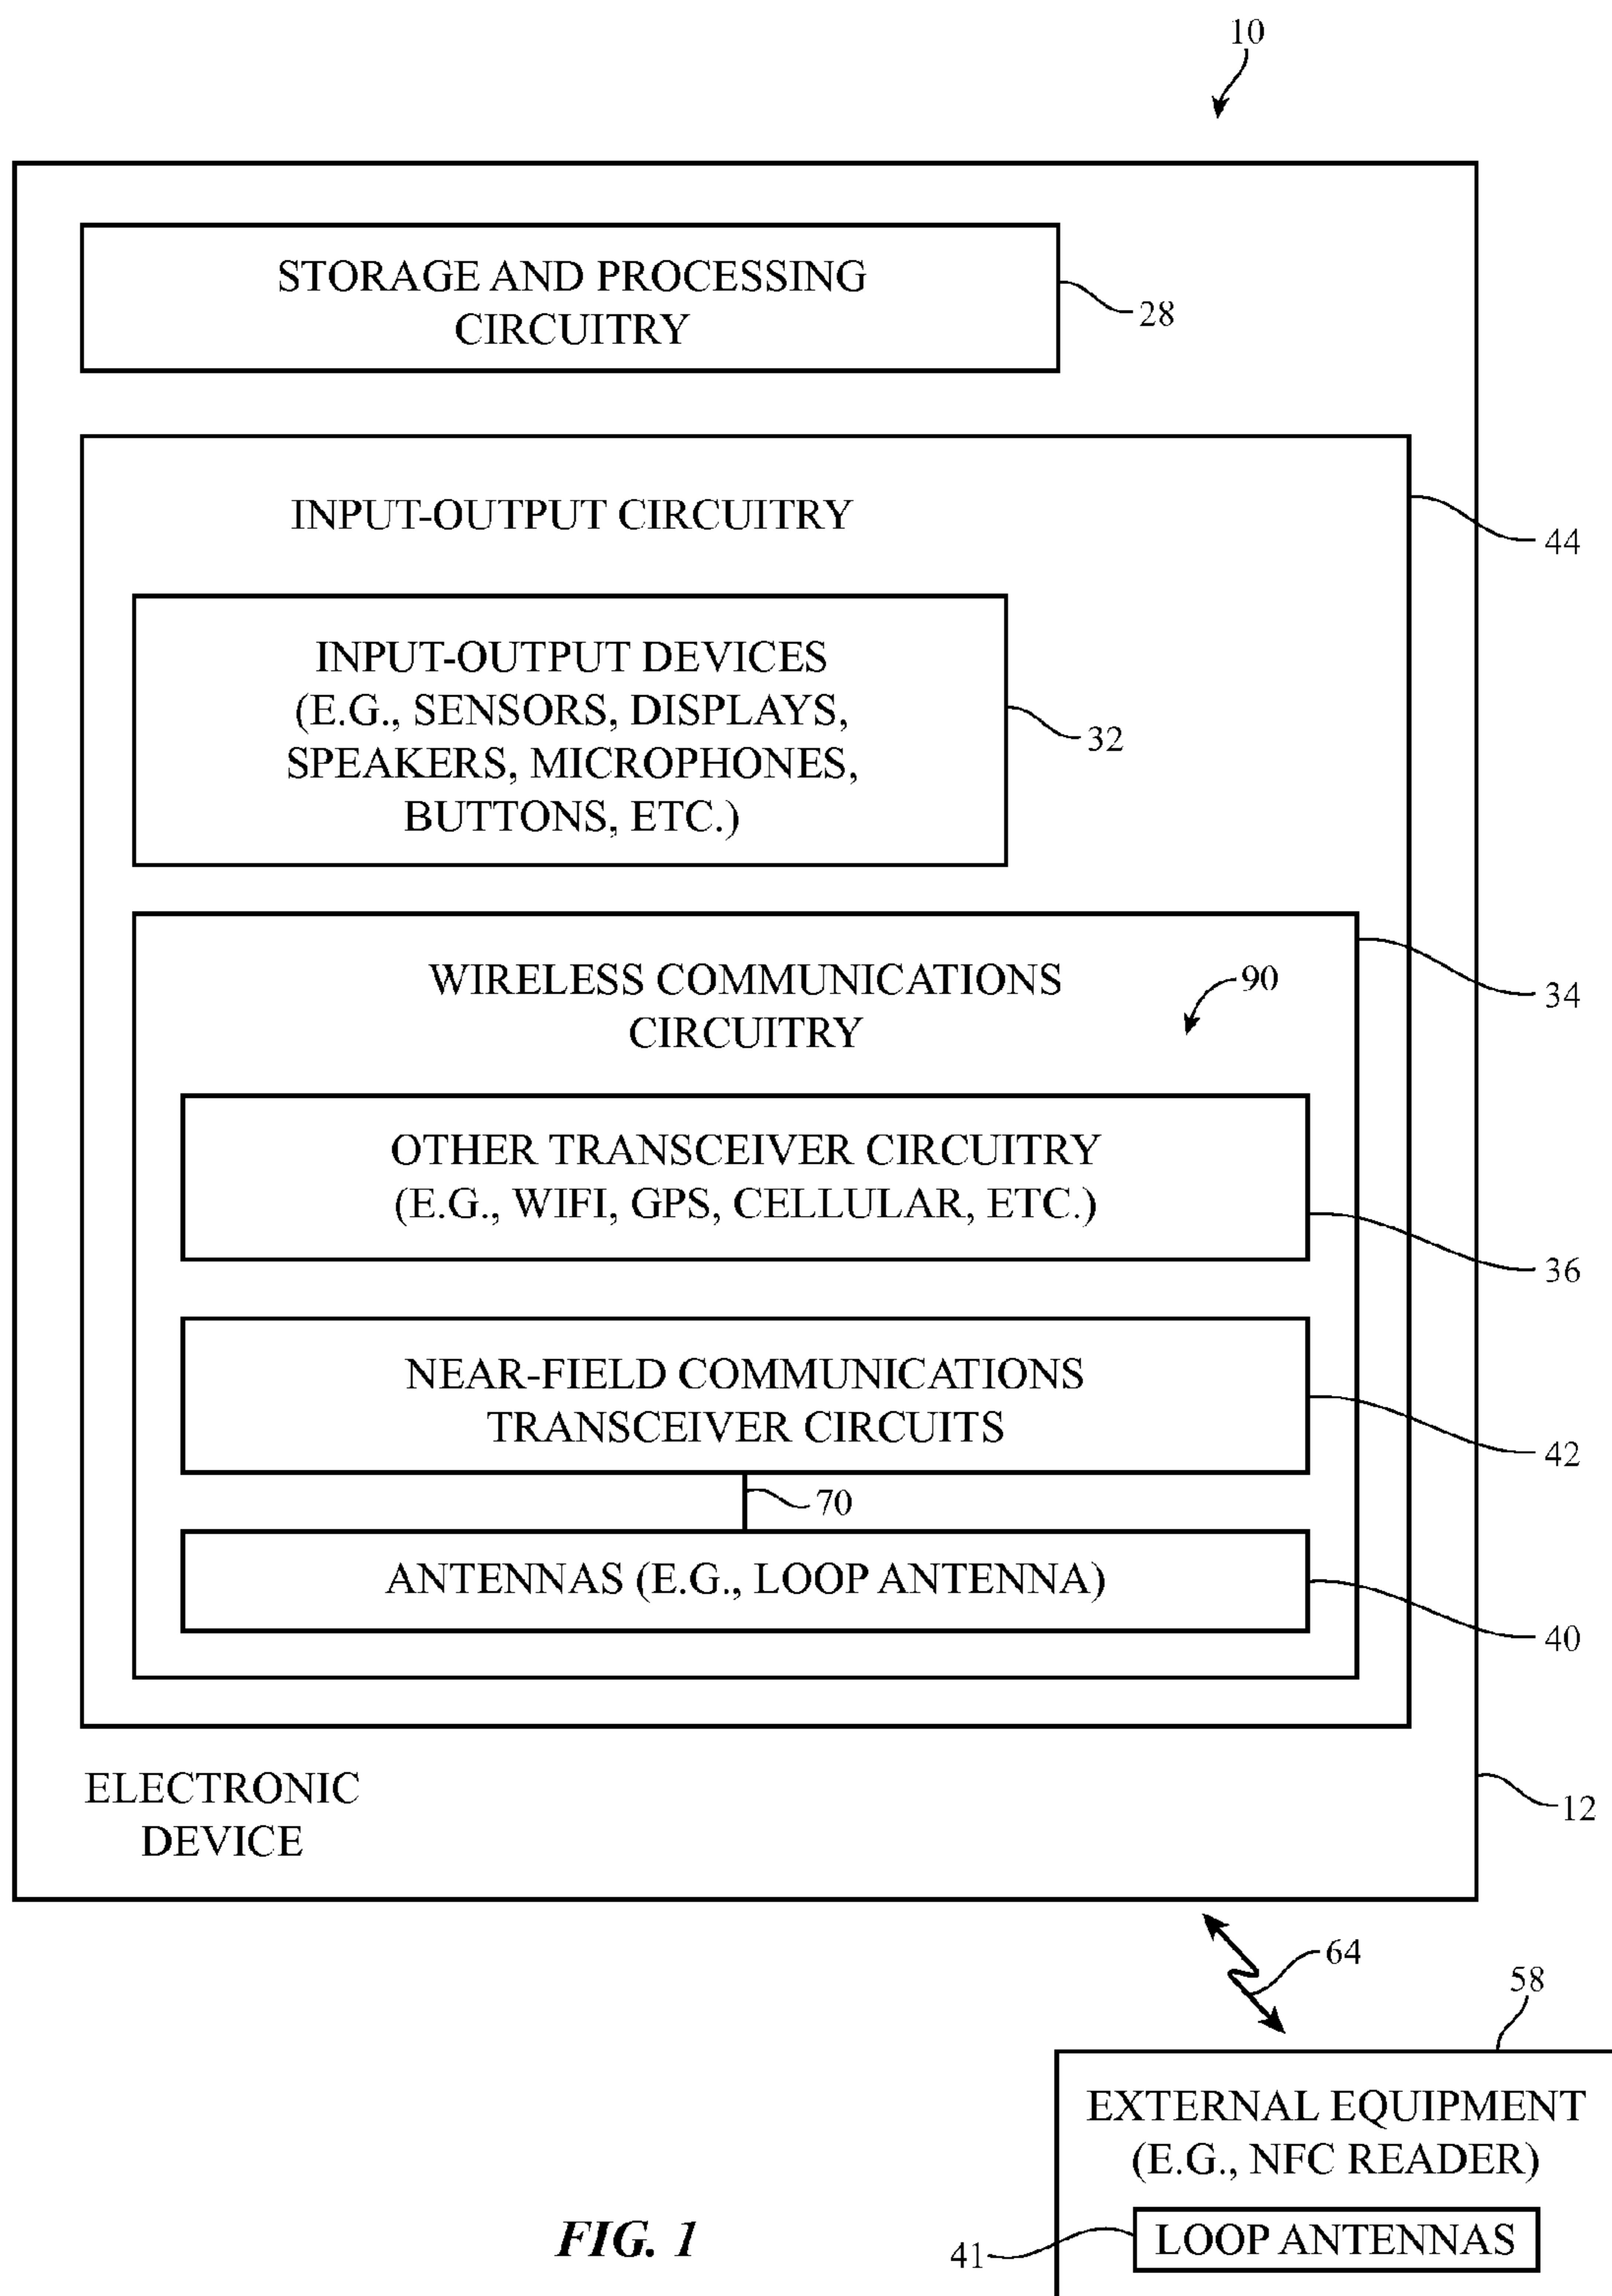 10
STORAGE AND PROCESSING
CIRCUITRY
28
INPUT-OUTPUT CIRCUITRY
44
INPUT-OUTPUT DEVICES
(E.G., SENSORS, DISPLAYS,
SPEAKERS, MICROPHONES,
BUTTONS, ETC.)
32
WIRELESS COMMUNICATIONS
CIRCUITRY
90
34
OTHER TRANSCEIVER CIRCUITRY
(E.G., WIFI, GPS, CELLULAR, ETC.)
36
NEAR-FIELD COMMUNICATIONS
TRANSCEIVER CIRCUITS
42
70
ANTENNAS (E.G., LOOP ANTENNA)
40
ELECTRONIC
DEVICE
12
64
58
EXTERNAL EQUIPMENT
(E.G., NFC READER)
LOOP ANTENNAS
41
FIG. 1